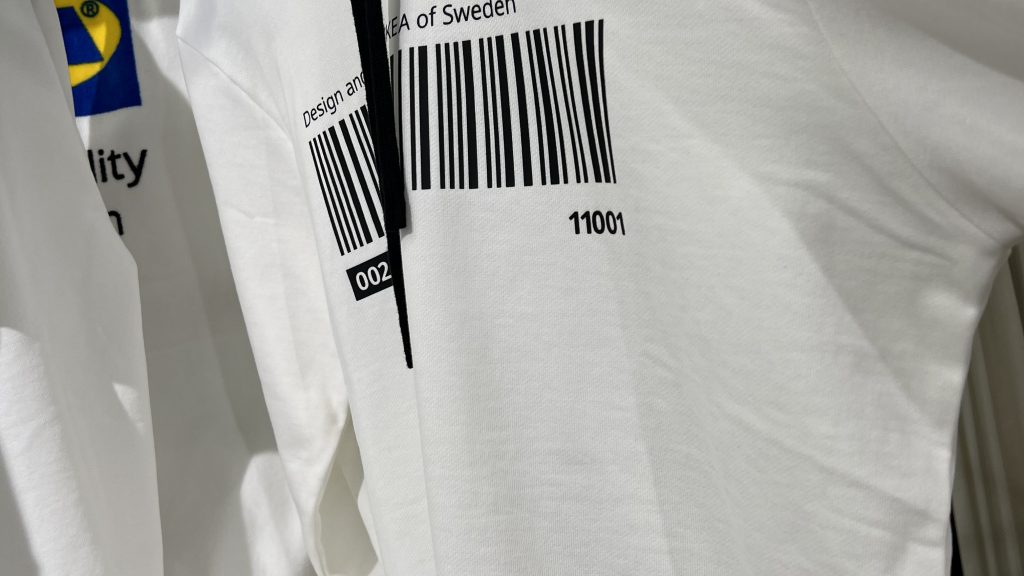 ®
lity
Design and
KEA of Sweden
002
11001